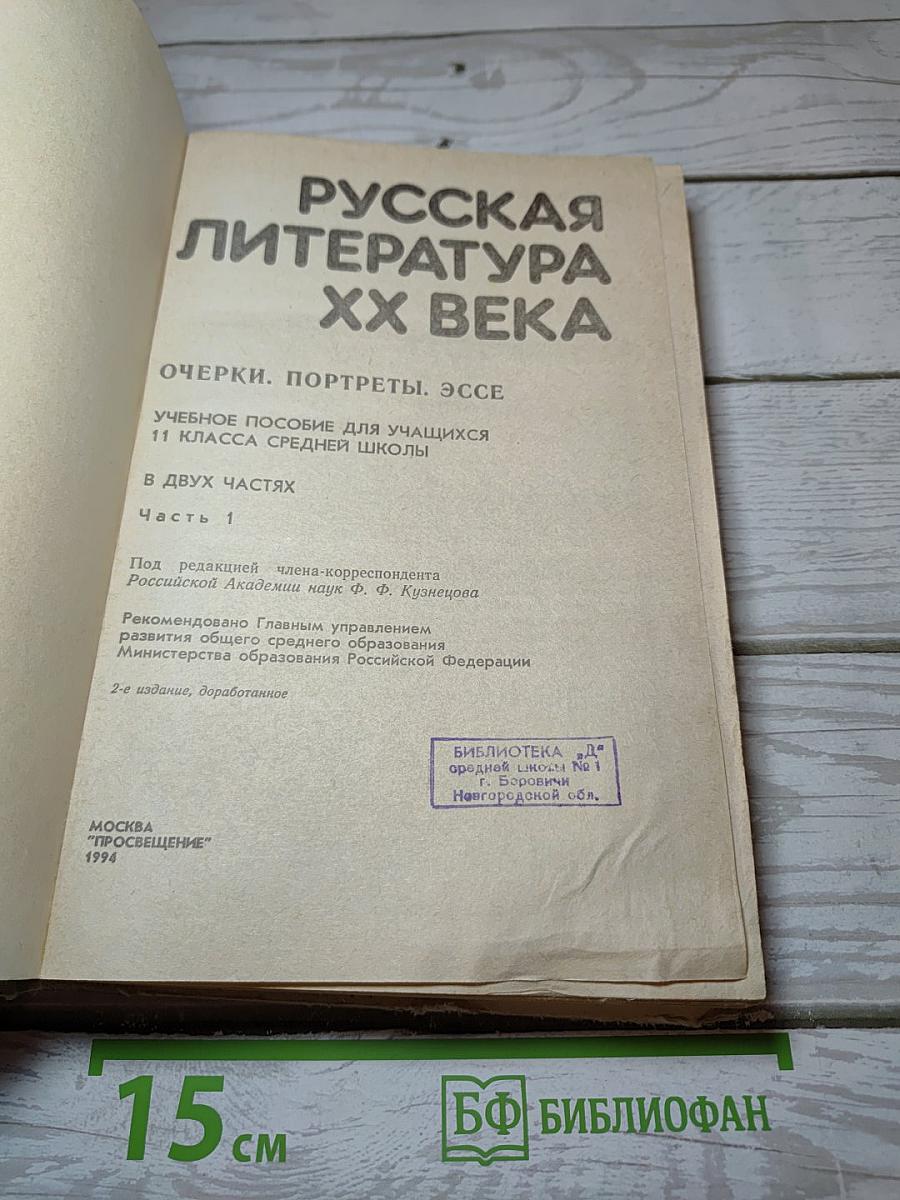 РУССКАЯ
ЛИТЕРАТУРА
XX ВЕКА
ОЧЕРКИ. ПОРТРЕТЫ. ЭССЕ
УЧЕБНОЕ ПОСОБИЕ ДЛЯ УЧАЩИХСЯ
11 КЛАССА СРЕДНЕЙ ШКОЛЫ
В ДВУХ ЧАСТЯХ
Часть 1
Под редакцией члена-корреспондента
Российской Академии наук Ф. Ф. Кузнецова
Рекомендовано Главным управлением
развития общего среднего образования
Министерства образования Российской Федерации
2-е издание, доработанное
БИБЛИОТЕКА „Д“
средней школы № 1
г. Боровичи
Новгородской обл.
МОСКВА
"ПРОСВЕЩЕНИЕ"
1994
15 см
БФ БИБЛИОФАН